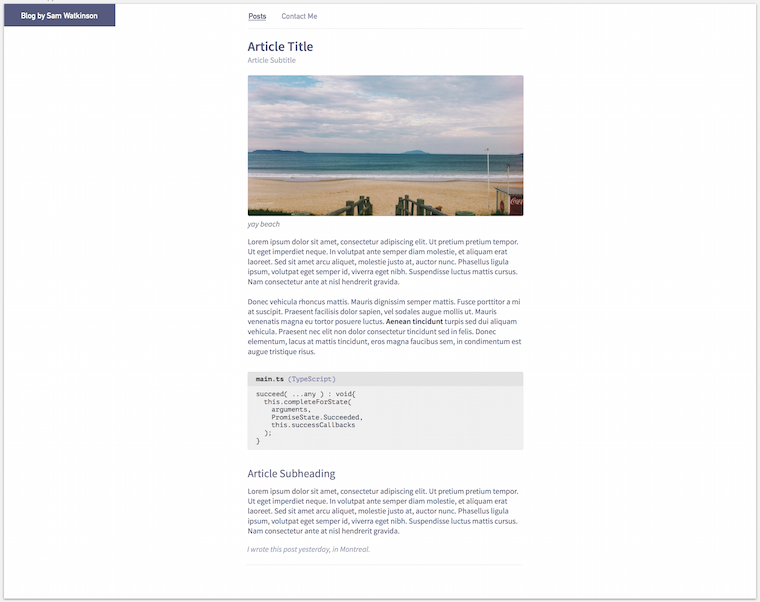 Blog by Sam Watkinson
Posts
Contact Me
Article Title
Article Subtitle
Coca
yay beach
Lorem ipsum dolor sit amet, consectetur adipiscing elit. Ut pretium pretium tempor.
Ut eget imperdiet neque. In volutpat ante semper diam molestie, et aliquam erat
laoreet. Sed sit amet arcu aliquet, molestie justo at, auctor nunc. Phasellus ligula
ipsum, volutpat eget semper id, viverra eget nibh. Suspendisse luctus mattis cursus.
Nam consectetur ante at nisl hendrerit gravida.
Donec vehicula rhoncus mattis. Mauris dignissim semper mattis. Fusce porttitor a mi
at suscipit. Praesent facilisis dolor sapien, vel sodales augue mollis ut. Mauris
venenatis magna eu tortor posuere luctus. Aenean tincidunt turpis sed dui aliquam
vehicula. Praesent nec elit non dolor consectetur tincidunt sed in felis. Donec
elementum, lacus at mattis tincidunt, eros magna faucibus sem, in condimentum est
augue tristique risus.
main.ts (TypeScript)
succeed( ...any ) : void{
this.completeForState(
arguments,
PromiseState.Succeeded,
this.successCallbacks
);
}
Article Subheading
Lorem ipsum dolor sit amet, consectetur adipiscing elit. Ut pretium pretium tempor.
Ut eget imperdiet neque. In volutpat ante semper diam molestie, et aliquam erat
laoreet. Sed sit amet arcu aliquet, molestie justo at, auctor nunc. Phasellus ligula
ipsum, volutpat eget semper id, viverra eget nibh. Suspendisse luctus mattis cursus.
Nam consectetur ante at nisl hendrerit gravida.
I wrote this post yesterday, in Montreal.